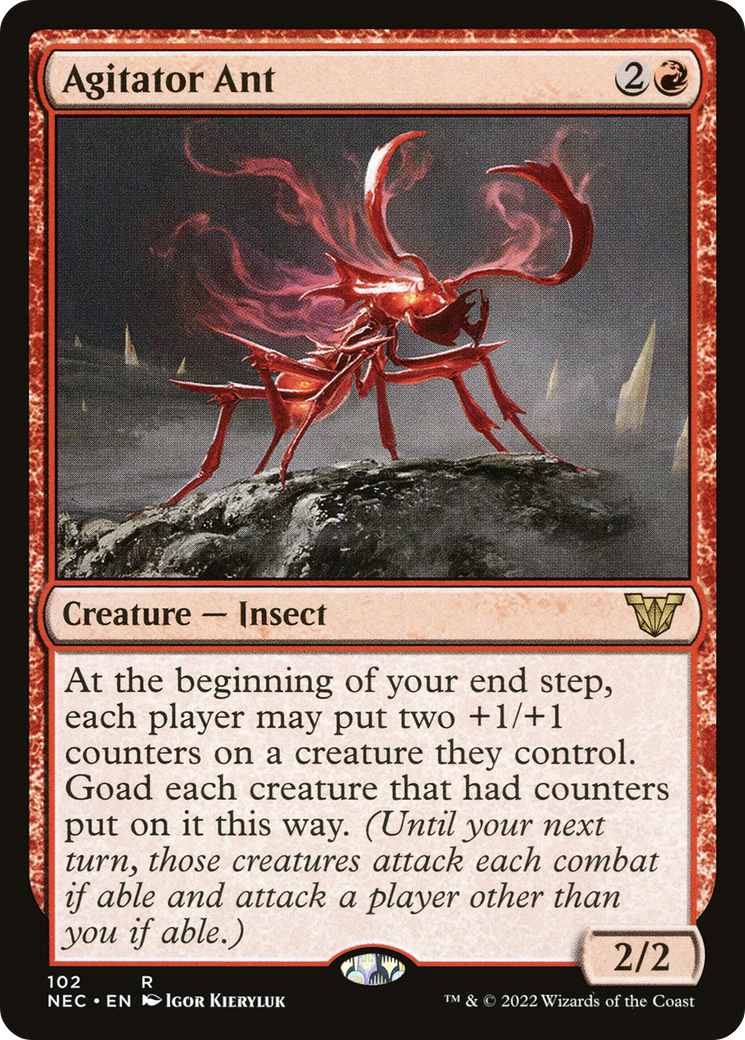 Agitator Ant 2
Creature — Insect
At the beginning of your end step,
each player may put two +1/+1
counters on a creature they control.
Goad each creature that had counters
put on it this way. (Until your next
turn, those creatures attack each combat
if able and attack a player other than
you if able.)
2/2
102 R
NEC • EN Igor Kieryluk ™ & © 2022 Wizards of the Coast